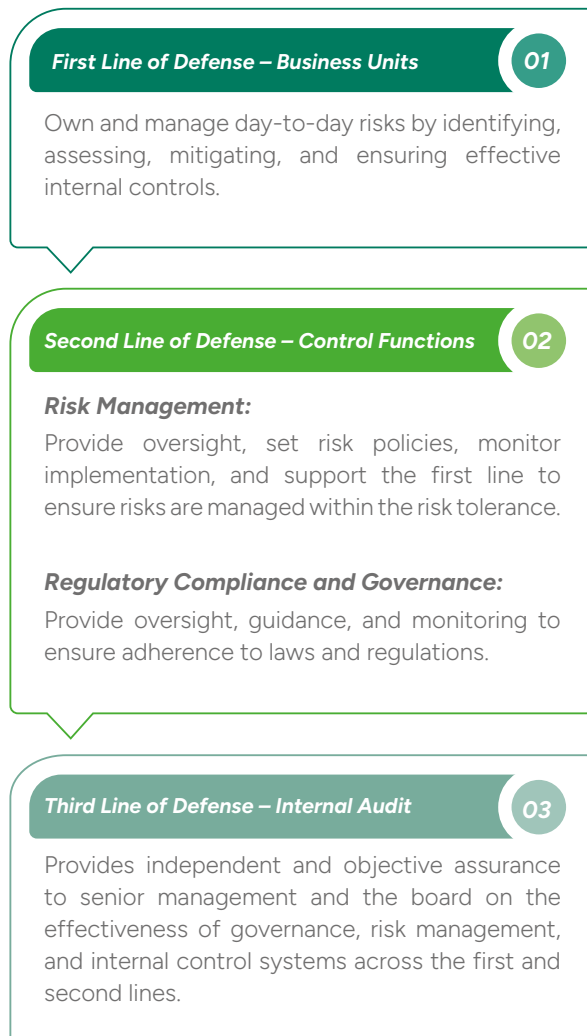 First Line of Defense – Business Units
01
Own and manage day-to-day risks by identifying,
assessing, mitigating, and ensuring effective
internal controls.
Second Line of Defense – Control Functions
02
Risk Management:
Provide oversight, set risk policies, monitor
implementation, and support the first line to
ensure risks are managed within the risk tolerance.
Regulatory Compliance and Governance:
Provide oversight, guidance, and monitoring to
ensure adherence to laws and regulations.
Third Line of Defense – Internal Audit
03
Provides independent and objective assurance
to senior management and the board on the
effectiveness of governance, risk management,
and internal control systems across the first and
second lines.